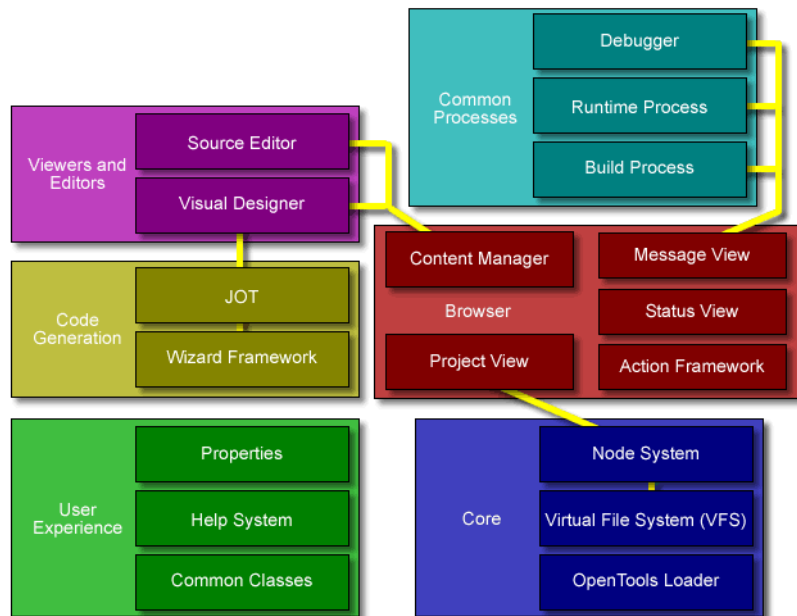 Debugger
Common
Processes
Runtime Process
Build Process
Viewers and
Editors
Source Editor
Visual Designer
Content Manager
Message View
Browser
Status View
Project View
Action Framework
Code
Generation
JOT
Wizard Framework
User
Experience
Properties
Help System
Common Classes
Core
Node System
Virtual File System (VFS)
OpenTools Loader